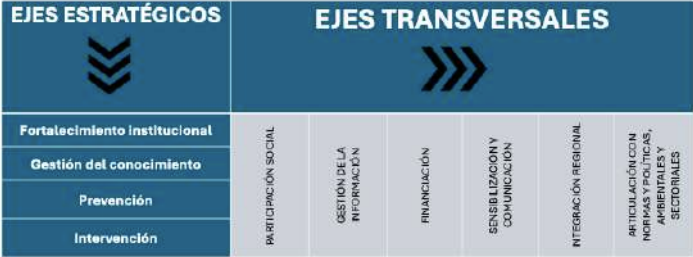 EJES ESTRATÉGICOS
EJES TRANSVERSALES
Fortalecimiento institucional
Gestión del conocimiento
Prevención
Intervención
PARTICIPACIÓN SOCIAL
GESTIÓN DE LA
INFORMACIÓN
FINANCIACIÓN
SENSIBILIZACIÓN Y
COMUNICACIÓN
INTEGRACIÓN REGIONAL
ARTICULACIÓN CON
NORMAS Y POLÍTICAS,
AMBIENTALES Y
SECTORIALES